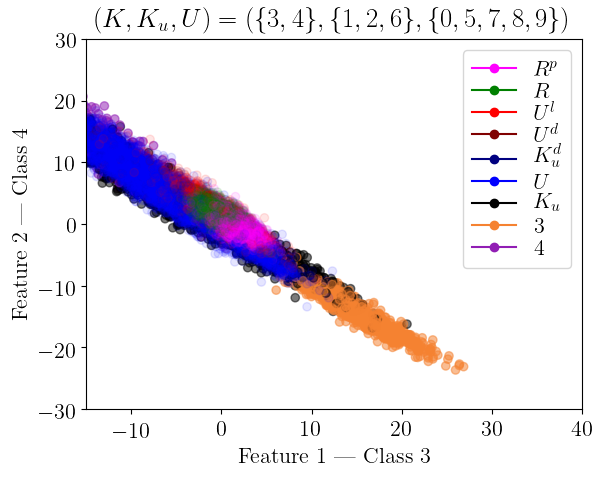 (K, K_u, U) = ({3, 4}, {1, 2, 6}, {0, 5, 7, 8, 9})
30
20
10
0
−10
−20
−30
Feature 2 — Class 4
R^p
R
U^l
U^d
K_u^d
U
K_u
3
4
−10
0
10
20
30
40
Feature 1 — Class 3